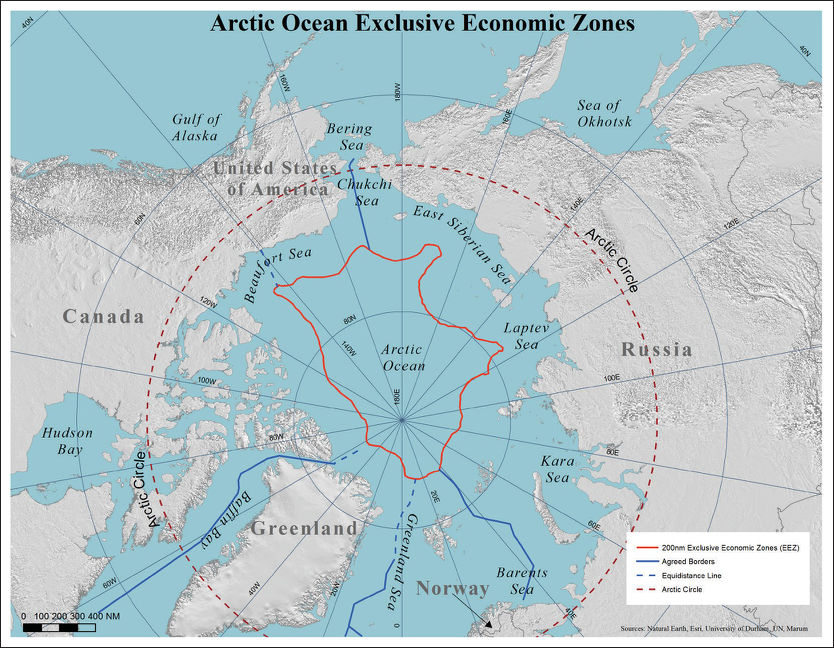 Arctic Ocean Exclusive Economic Zones
40N
40N
160W
180W
160E
Gulf of
Alaska
Bering
Sea
Sea of
Okhotsk
United States
of America
Chukchi
Sea
60N
East Siberian Sea
140E
120E
Arctic Circle
Beaufort Sea
120W
Canada
80N
140W
Laptev
Sea
Arctic
Ocean
Russia
100W
180E
100E
Hudson
Bay
80W
80E
Arctic Circle
Kara
Sea
20E
Baffin Bay
Greenland
Greenland Sea
60E
60W
40W
20W
0
Norway
Barents
Sea
40E
200nm Exclusive Economic Zones (EEZ)
Agreed Borders
Equidistance Line
Arctic Circle
0 100 200 300 400 NM
Sources: Natural Earth, Esri, University of Durham, UN, Marum